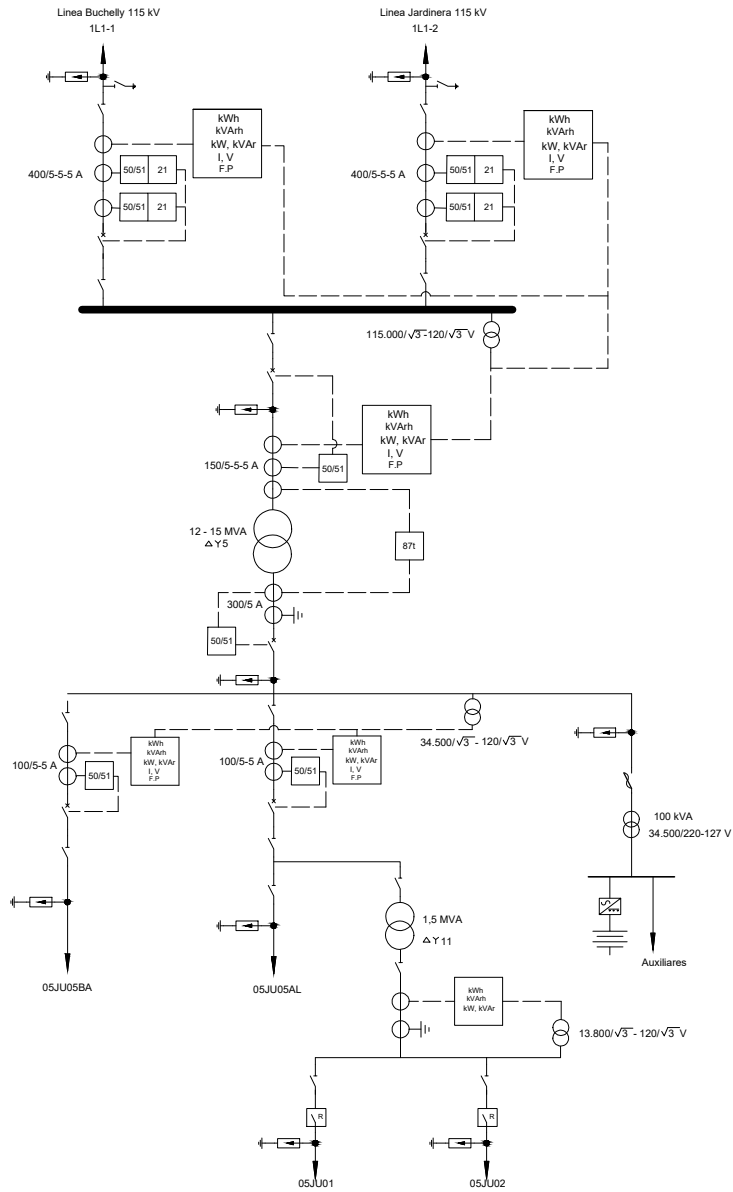 Linea Buchelly 115 kV
1L1-1
Linea Jardinera 115 kV
1L1-2
kWh
kVArh
kW, kVAr
I, V
F.P
kWh
kVArh
kW, kVAr
I, V
F.P
400/5-5-5 A
50/51
21
50/51
21
400/5-5-5 A
50/51
21
50/51
21
115.000/√3-120/√3 V
kWh
kVArh
kW, kVAr
I, V
F.P
150/5-5-5 A
50/51
12 - 15 MVA
Δ Y 5
87t
300/5 A
50/51
34.500/√3 - 120/√3 V
kWh
kVArh
kW, kVAr
I, V
F.P
kWh
kVArh
kW, kVAr
I, V
F.P
100/5-5 A
50/51
100/5-5 A
50/51
100 kVA
34.500/220-127 V
1,5 MVA
Δ Y 11
Auxiliares
05JU05BA
05JU05AL
kWh
kVArh
kW, kVAr
13.800/√3 - 120/√3 V
R
R
05JU01
05JU02